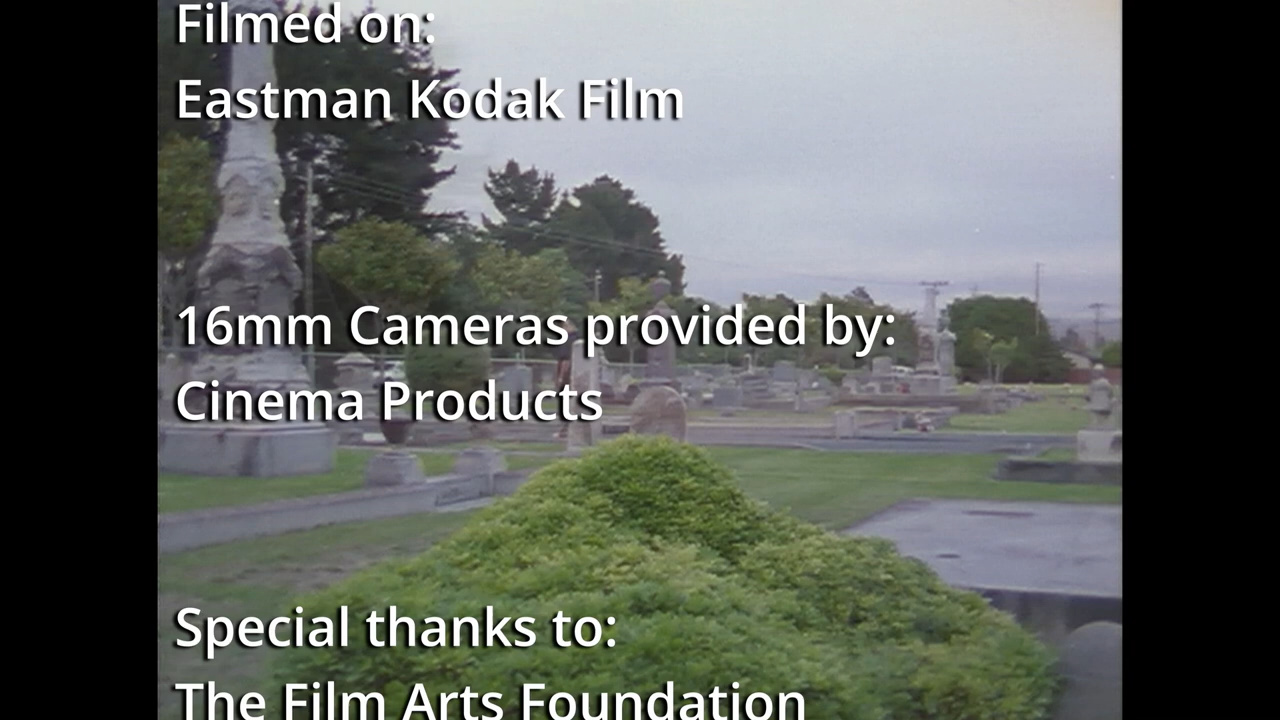 Filmed on:
Eastman Kodak Film
16mm Cameras provided by:
Cinema Products
Special thanks to:
The Film Arts Foundation